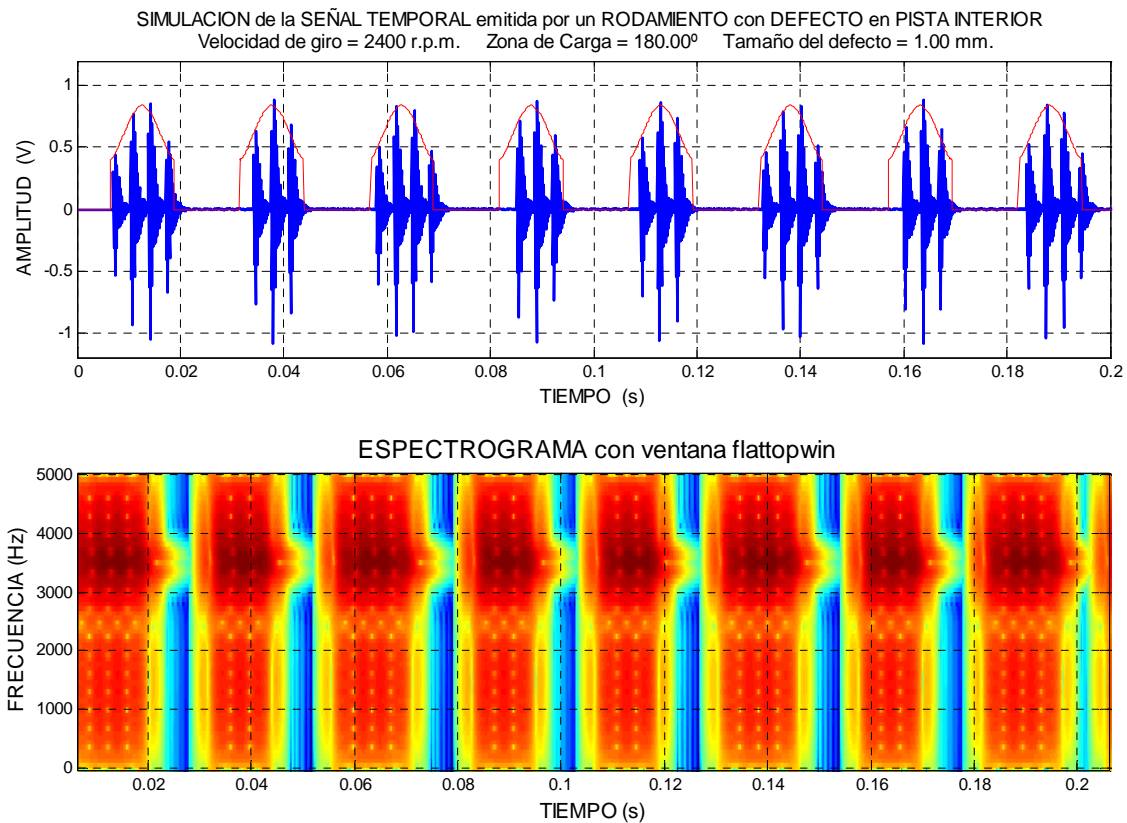 SIMULACION de la SEÑAL TEMPORAL emitida por un RODAMIENTO con DEFECTO en PISTA INTERIOR
Velocidad de giro = 2400 r.p.m. Zona de Carga = 180.00º Tamaño del defecto = 1.00 mm.
AMPLITUD (V)
1
0.5
0
-0.5
-1
0 0.02 0.04 0.06 0.08 0.1 0.12 0.14 0.16 0.18 0.2
TIEMPO (s)
ESPECTROGRAMA con ventana flattopwin
FRECUENCIA (Hz)
5000
4000
3000
2000
1000
0
0.02 0.04 0.06 0.08 0.1 0.12 0.14 0.16 0.18 0.2
TIEMPO (s)